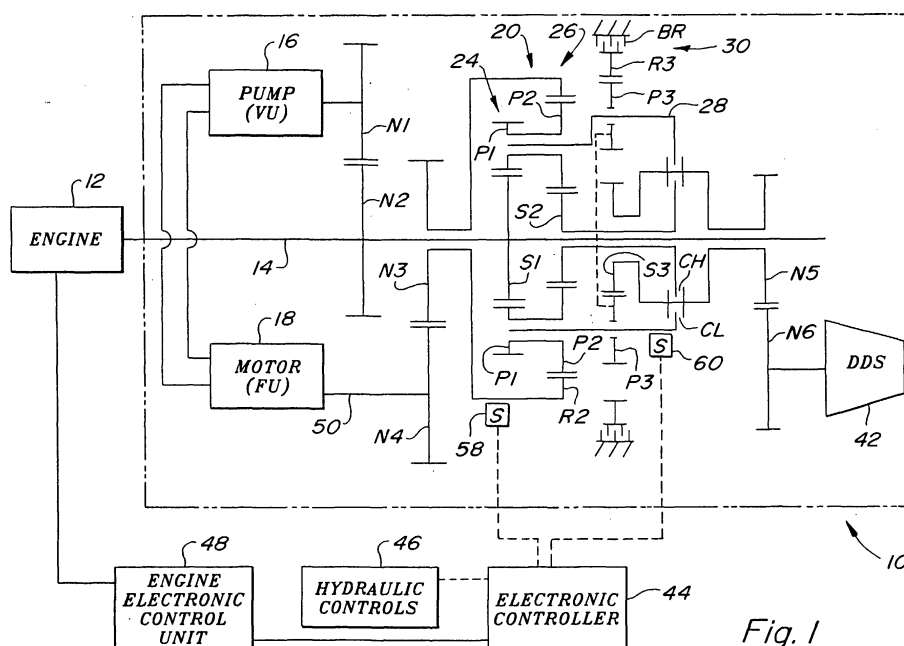 BR
16
20
26
30
24
R3
PUMP
(VU)
P2
P3
28
P1
N1
12
N2
S2
ENGINE
14
S1
S3
CH
N3
N5
CL
18
N6
MOTOR
(FU)
P2
S
60
DDS
50
P1
P3
R2
42
S
58
N4
10
48
46
44
ENGINE
ELECTRONIC
CONTROL
UNIT
HYDRAULIC
CONTROLS
ELECTRONIC
CONTROLLER
Fig. 1